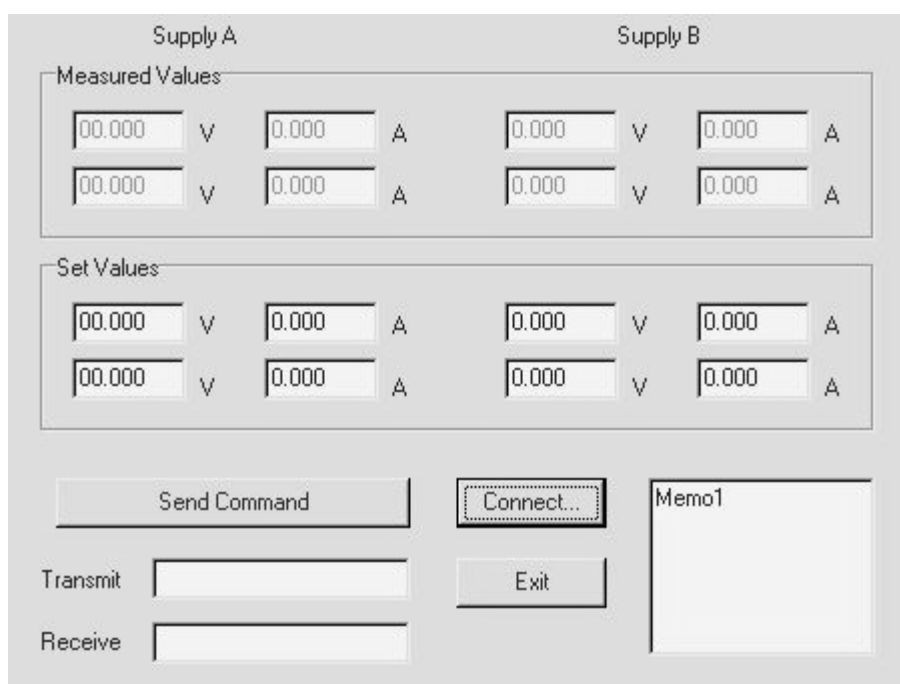 Supply A Supply B
Measured Values
00.000 V 0.000 A 0.000 V 0.000 A
00.000 V 0.000 A 0.000 V 0.000 A
Set Values
00.000 V 0.000 A 0.000 V 0.000 A
00.000 V 0.000 A 0.000 V 0.000 A
Send Command Connect... Memo1
Transmit Exit
Receive